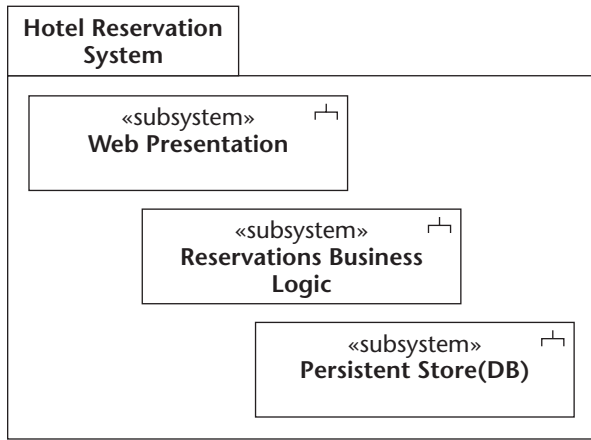 Hotel Reservation
System
«subsystem»
Web Presentation
«subsystem»
Reservations Business
Logic
«subsystem»
Persistent Store(DB)